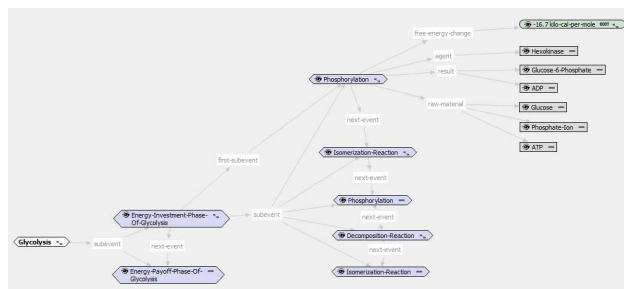 -16.7 kilo-cal-per-mole
free-energy-change
agent
Hexokinase
result
Glucose-6-Phosphate
Phosphorylation
ADP
raw-material
Glucose
next-event
Phosphate-Ion
ATP
Isomerization-Reaction
first-subevent
next-event
Phosphorylation
Energy-Investment-Phase-
Of-Glycolysis
subevent
next-event
Decomposition-Reaction
Glycolysis
subevent
next-event
next-event
Energy-Payoff-Phase-Of-
Glycolysis
Isomerization-Reaction